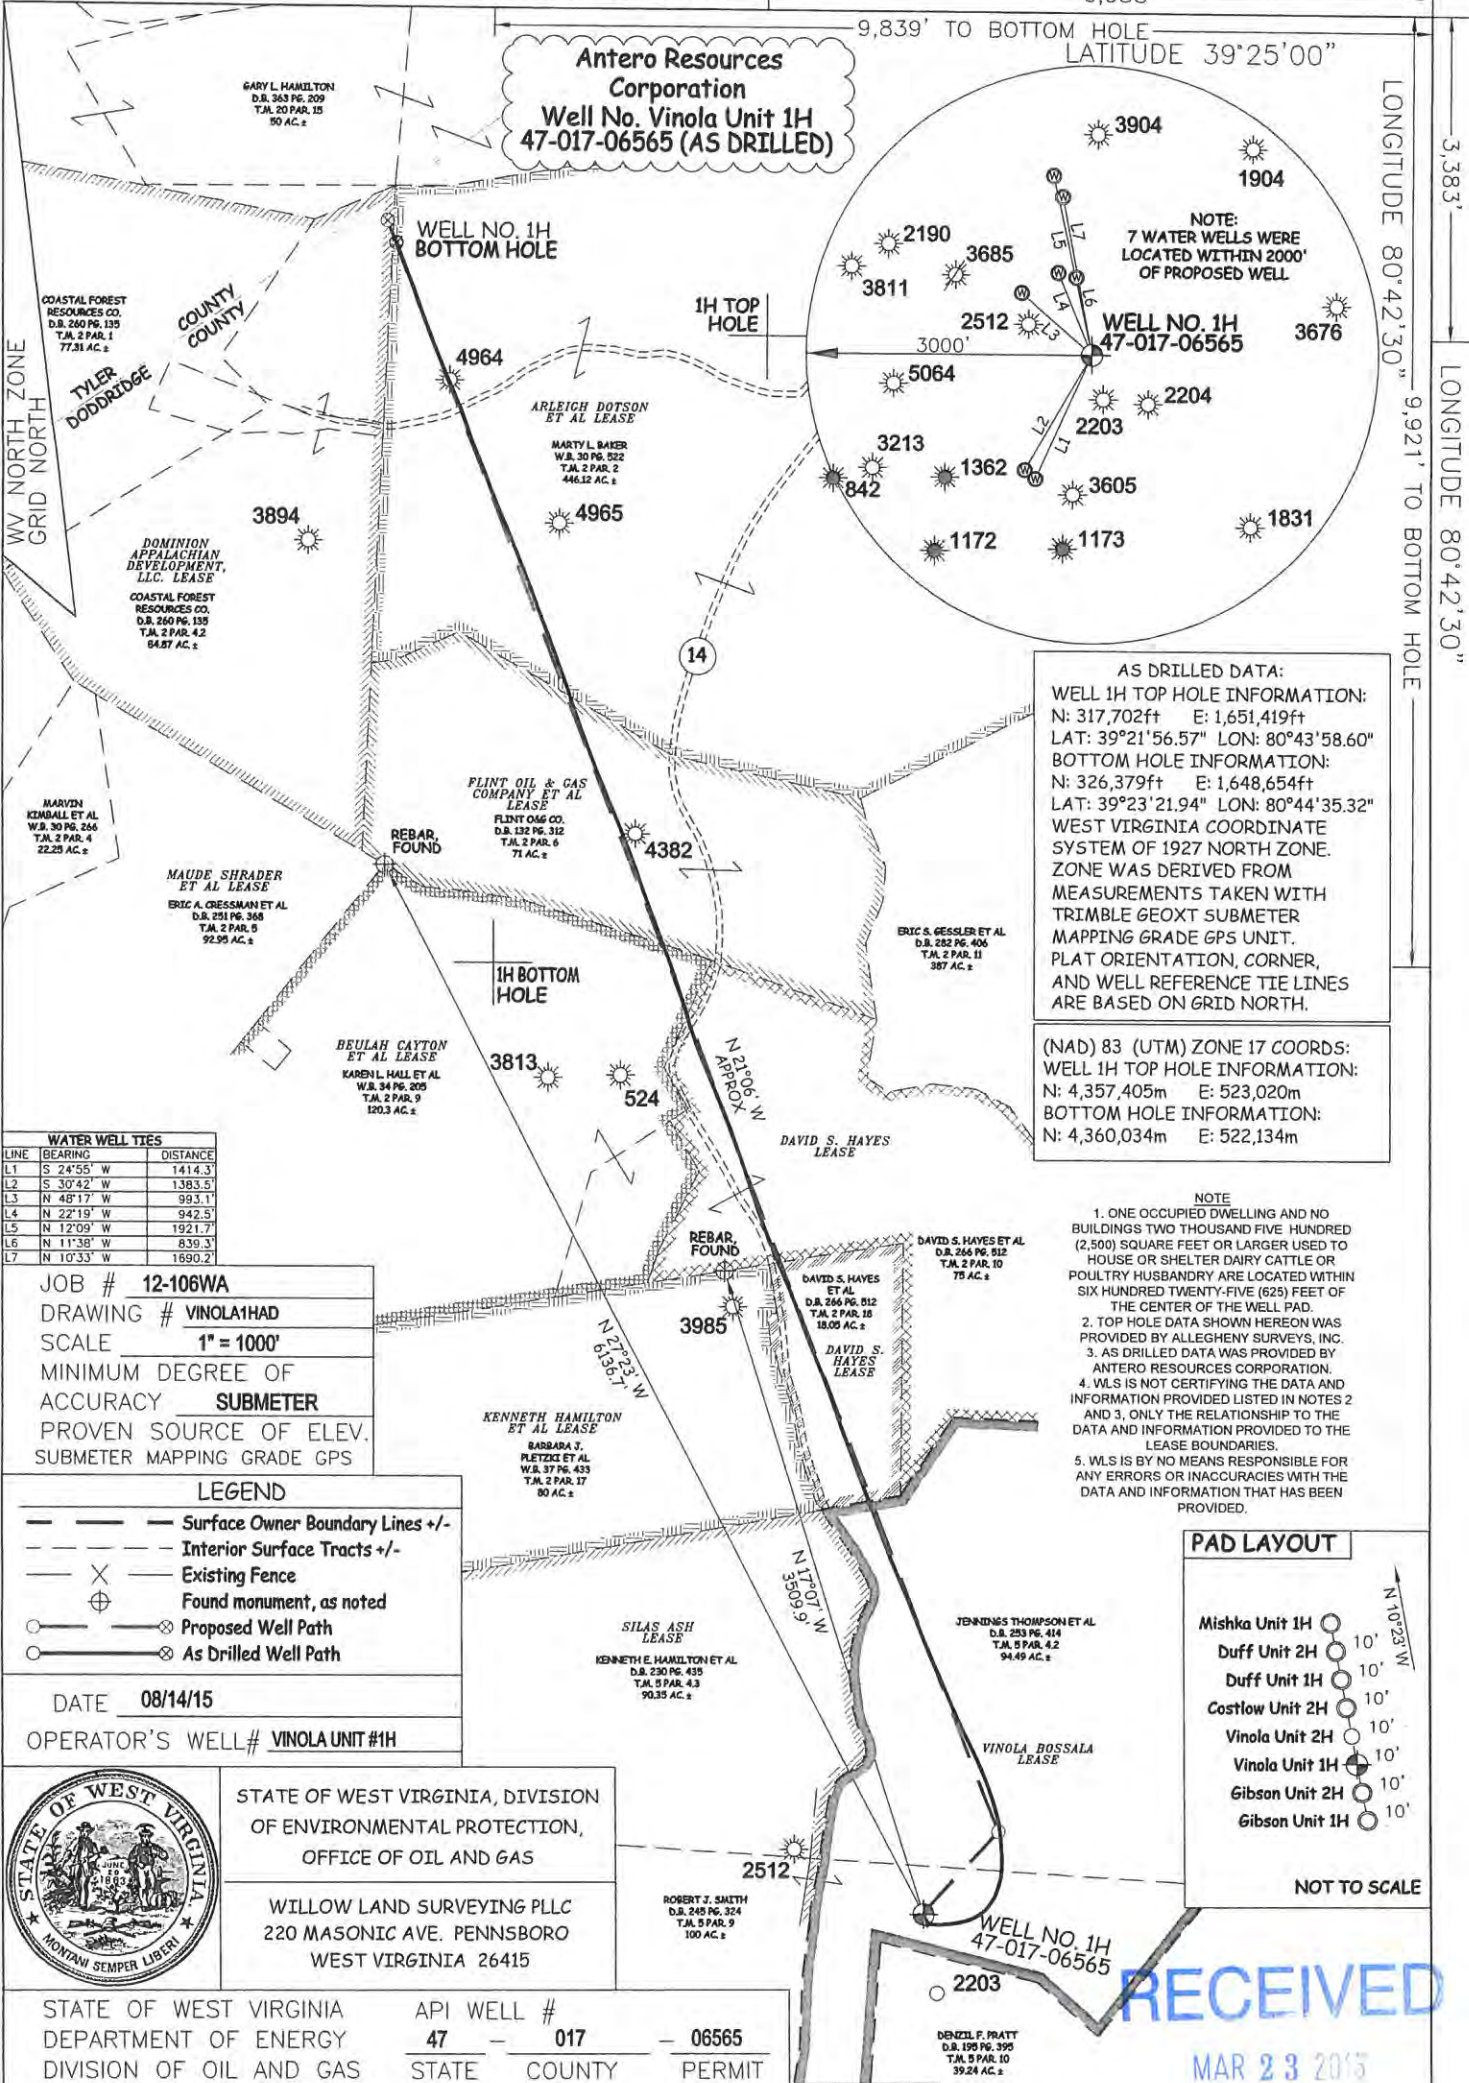 9,839' TO BOTTOM HOLE
LATITUDE 39°25'00"
Antero Resources
Corporation
Well No. Vinola Unit 1H
47-017-06565 (AS DRILLED)
GARY L. HAMILTON
D.B. 363 PG. 209
T.M. 20 PAR. 15
50 AC.±
LONGITUDE 80°42'30"
3,383'
3904
1904
NOTE:
7 WATER WELLS WERE
LOCATED WITHIN 2000'
OF PROPOSED WELL
2190
3811
3685
L5
L7
L4
L6
L3
2512
WELL NO. 1H
47-017-06565
3676
3000'
5064
2203
2204
L2
L1
3213
842
1362
3605
1831
1172
1173
WELL NO. 1H
BOTTOM HOLE
1H TOP
HOLE
WV NORTH ZONE
GRID NORTH
COASTAL FOREST
RESOURCES CO.
D.B. 260 PG. 135
T.M. 2 PAR. 1
77.31 AC.±
COUNTY
COUNTY
TYLER
DODDRIDGE
4964
ARLEIGH DOTSON
ET AL LEASE
MARTY L. BAKER
W.B. 30 PG. 522
T.M. 2 PAR. 2
446.12 AC.±
LONGITUDE 80°42'30"
9,921' TO BOTTOM HOLE
3894
4965
DOMINION
APPALACHIAN
DEVELOPMENT,
LLC. LEASE
COASTAL FOREST
RESOURCES CO.
D.B. 260 PG. 135
T.M. 2 PAR. 4.2
64.87 AC.±
14
AS DRILLED DATA:
WELL 1H TOP HOLE INFORMATION:
N: 317,702ft E: 1,651,419ft
LAT: 39°21'56.57" LON: 80°43'58.60"
BOTTOM HOLE INFORMATION:
N: 326,379ft E: 1,648,654ft
LAT: 39°23'21.94" LON: 80°44'35.32"
WEST VIRGINIA COORDINATE
SYSTEM OF 1927 NORTH ZONE.
ZONE WAS DERIVED FROM
MEASUREMENTS TAKEN WITH
TRIMBLE GEOXT SUBMETER
MAPPING GRADE GPS UNIT.
PLAT ORIENTATION, CORNER,
AND WELL REFERENCE TIE LINES
ARE BASED ON GRID NORTH.
(NAD) 83 (UTM) ZONE 17 COORDS:
WELL 1H TOP HOLE INFORMATION:
N: 4,357,405m E: 523,020m
BOTTOM HOLE INFORMATION:
N: 4,360,034m E: 522,134m
MARVIN
KIMBALL ET AL
W.B. 30 PG. 266
T.M. 2 PAR. 4
22.25 AC.±
FLINT OIL & GAS
COMPANY ET AL
LEASE
FLINT O&G CO.
D.B. 132 PG. 312
T.M. 2 PAR. 6
71 AC.±
4382
REBAR,
FOUND
MAUDE SHRADER
ET AL LEASE
ERIC A. CRESSMAN ET AL
D.B. 251 PG. 368
T.M. 2 PAR. 5
92.95 AC.±
ERIC S. GESSLER ET AL
D.B. 282 PG. 406
T.M. 2 PAR. 11
387 AC.±
1H BOTTOM
HOLE
BEULAH CAYTON
ET AL LEASE
KAREN L. HALL ET AL
W.B. 34 PG. 205
T.M. 2 PAR. 9
120.3 AC.±
3813
524
N 21°06' W
APPROX
DAVID S. HAYES
LEASE
WATER WELL TIES
LINE BEARING DISTANCE
L1 S 24°55' W 1414.3'
L2 S 30°42' W 1383.5'
L3 N 48°17' W 993.1'
L4 N 22°19' W 942.5'
L5 N 12°09' W 1921.7'
L6 N 11°38' W 839.3'
L7 N 10°33' W 1690.2'
NOTE
1. ONE OCCUPIED DWELLING AND NO
BUILDINGS TWO THOUSAND FIVE HUNDRED
(2,500) SQUARE FEET OR LARGER USED TO
HOUSE OR SHELTER DAIRY CATTLE OR
POULTRY HUSBANDRY ARE LOCATED WITHIN
SIX HUNDRED TWENTY-FIVE (625) FEET OF
THE CENTER OF THE WELL PAD.
2. TOP HOLE DATA SHOWN HEREON WAS
PROVIDED BY ALLEGHENY SURVEYS, INC.
3. AS DRILLED DATA WAS PROVIDED BY
ANTERO RESOURCES CORPORATION.
4. WLS IS NOT CERTIFYING THE DATA AND
INFORMATION PROVIDED LISTED IN NOTES 2
AND 3, ONLY THE RELATIONSHIP TO THE
DATA AND INFORMATION PROVIDED TO THE
LEASE BOUNDARIES.
5. WLS IS BY NO MEANS RESPONSIBLE FOR
ANY ERRORS OR INACCURACIES WITH THE
DATA AND INFORMATION THAT HAS BEEN
PROVIDED.
REBAR,
FOUND
DAVID S. HAYES ET AL
D.B. 266 PG. 512
T.M. 2 PAR. 10
75 AC.±
DAVID S. HAYES
ET AL
D.B. 266 PG. 512
T.M. 2 PAR. 18
18.05 AC.±
3985
DAVID S.
HAYES
LEASE
N 27°23' W
6136.7'
JOB # 12-106WA
DRAWING # VINOLA1HAD
SCALE 1" = 1000'
MINIMUM DEGREE OF
ACCURACY SUBMETER
PROVEN SOURCE OF ELEV.
SUBMETER MAPPING GRADE GPS
KENNETH HAMILTON
ET AL LEASE
BARBARA J.
PLETZKI ET AL
W.B. 37 PG. 433
T.M. 2 PAR. 17
80 AC.±
LEGEND
Surface Owner Boundary Lines +/-
Interior Surface Tracts +/-
Existing Fence
Found monument, as noted
Proposed Well Path
As Drilled Well Path
N 17°07' W
3509.9'
SILAS ASH
LEASE
KENNETH E. HAMILTON ET AL
D.B. 230 PG. 435
T.M. 5 PAR. 4.3
90.35 AC.±
JENNINGS THOMPSON ET AL
D.B. 253 PG. 414
T.M. 5 PAR. 4.2
94.49 AC.±
PAD LAYOUT
N 10°23' W
Mishka Unit 1H
10'
Duff Unit 2H
10'
Duff Unit 1H
10'
Costlow Unit 2H
10'
Vinola Unit 2H
10'
Vinola Unit 1H
10'
Gibson Unit 2H
10'
Gibson Unit 1H
NOT TO SCALE
DATE 08/14/15
OPERATOR'S WELL# VINOLA UNIT #1H
VINOLA BOSSALA
LEASE
STATE OF WEST VIRGINIA
JUNE
20
1863
MONTANI SEMPER LIBERI
STATE OF WEST VIRGINIA, DIVISION
OF ENVIRONMENTAL PROTECTION,
OFFICE OF OIL AND GAS
WILLOW LAND SURVEYING PLLC
220 MASONIC AVE. PENNSBORO
WEST VIRGINIA 26415
2512
ROBERT J. SMITH
D.B. 245 PG. 324
T.M. 5 PAR. 9
100 AC.±
WELL NO. 1H
47-017-06565
2203
DENZIL F. PRATT
D.B. 195 PG. 395
T.M. 5 PAR. 10
39.24 AC.±
RECEIVED
MAR 23
STATE OF WEST VIRGINIA
DEPARTMENT OF ENERGY
DIVISION OF OIL AND GAS
API WELL #
47 — 017 — 06565
STATE COUNTY PERMIT